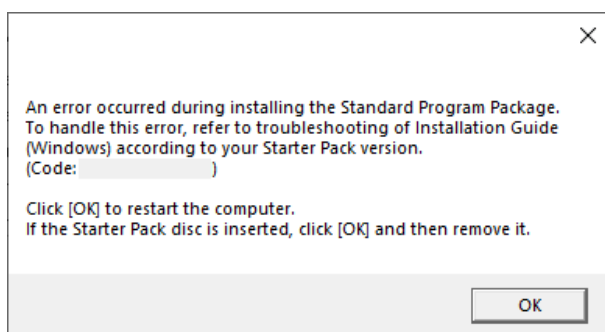 An error occurred during installing the Standard Program Package.
To handle this error, refer to troubleshooting of Installation Guide
(Windows) according to your Starter Pack version.
(Code: )
Click [OK] to restart the computer.
If the Starter Pack disc is inserted, click [OK] and then remove it.
OK